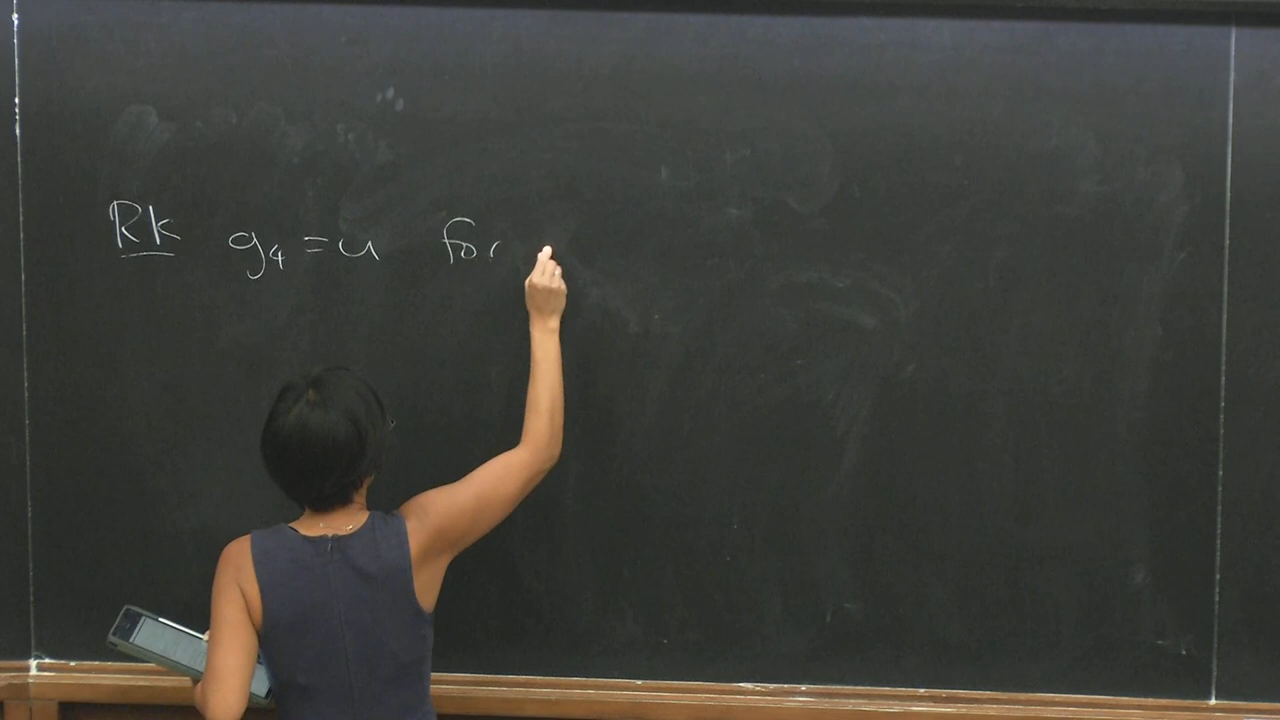 Rk g₄ = u for